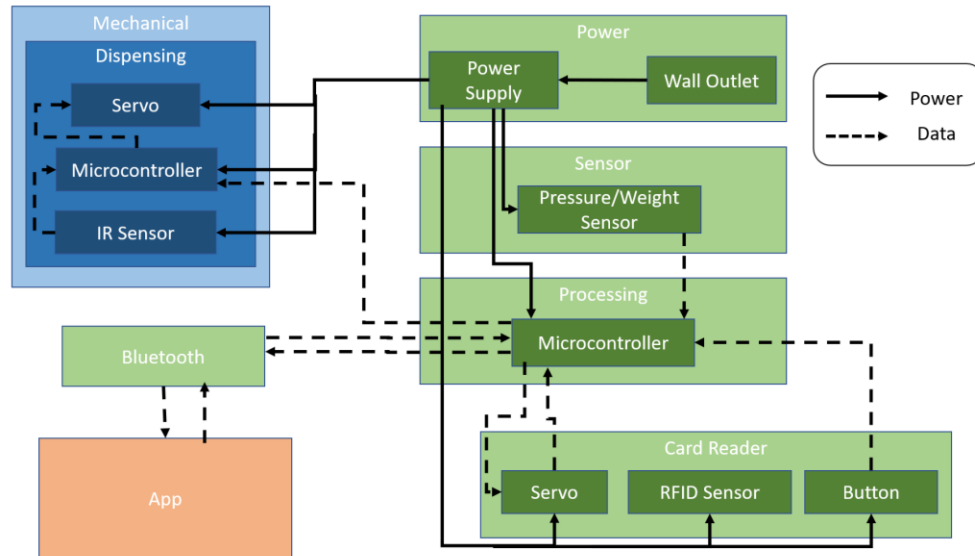 Mechanical
Dispensing
Servo
Microcontroller
IR Sensor
Power
Power
Supply
Wall Outlet
Power
Data
Sensor
Pressure/Weight
Sensor
Processing
Microcontroller
Bluetooth
App
Card Reader
Servo
RFID Sensor
Button